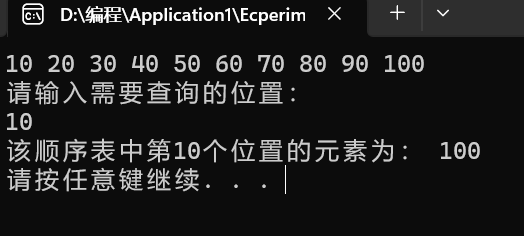 D:\编程\Application1\Ecperim
10 20 30 40 50 60 70 80 90 100
请输入需要查询的位置：
10
该顺序表中第10个位置的元素为： 100
请按任意键继续. . .